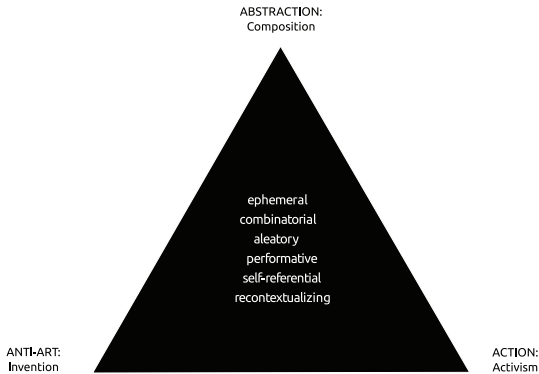 ABSTRACTION:
Composition
ephemeral
combinatorial
aleatory
performative
self-referential
recontextualizing
ANTI-ART:
Invention
ACTION:
Activism